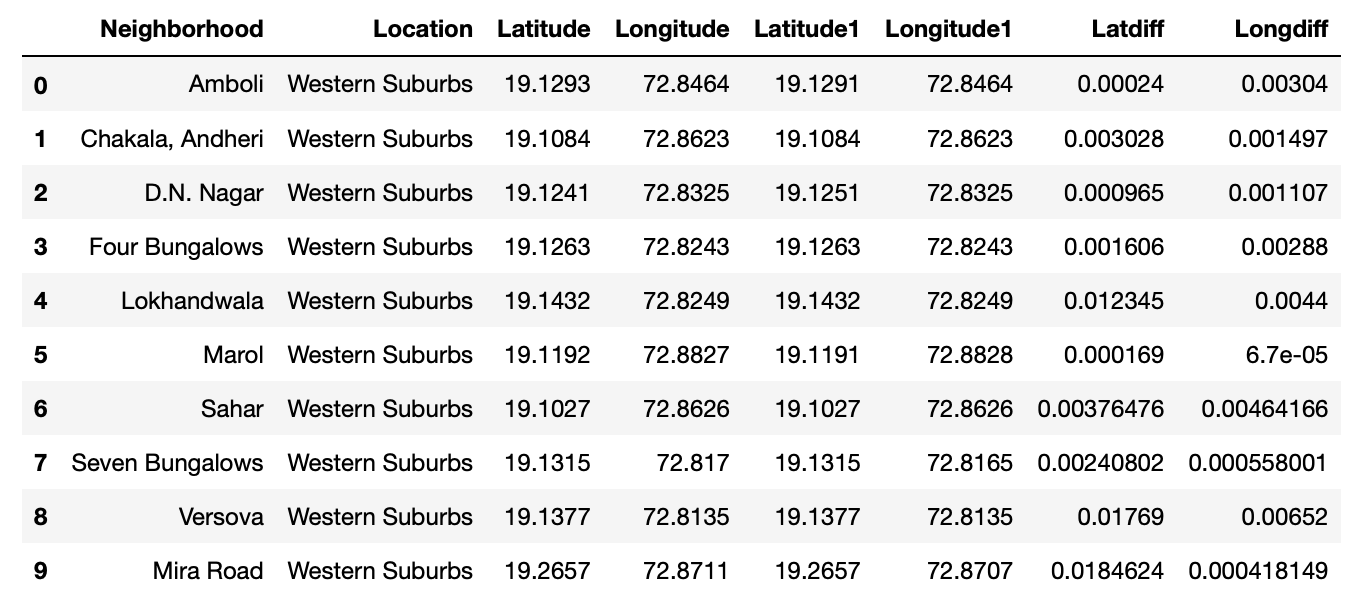 Neighborhood Location Latitude Longitude Latitude1 Longitude1 Latdiff Longdiff
0 Amboli Western Suburbs 19.1293 72.8464 19.1291 72.8464 0.00024 0.00304
1 Chakala, Andheri Western Suburbs 19.1084 72.8623 19.1084 72.8623 0.003028 0.001497
2 D.N. Nagar Western Suburbs 19.1241 72.8325 19.1251 72.8325 0.000965 0.001107
3 Four Bungalows Western Suburbs 19.1263 72.8243 19.1263 72.8243 0.001606 0.00288
4 Lokhandwala Western Suburbs 19.1432 72.8249 19.1432 72.8249 0.012345 0.0044
5 Marol Western Suburbs 19.1192 72.8827 19.1191 72.8828 0.000169 6.7e-05
6 Sahar Western Suburbs 19.1027 72.8626 19.1027 72.8626 0.00376476 0.00464166
7 Seven Bungalows Western Suburbs 19.1315 72.817 19.1315 72.8165 0.00240802 0.000558001
8 Versova Western Suburbs 19.1377 72.8135 19.1377 72.8135 0.01769 0.00652
9 Mira Road Western Suburbs 19.2657 72.8711 19.2657 72.8707 0.0184624 0.000418149